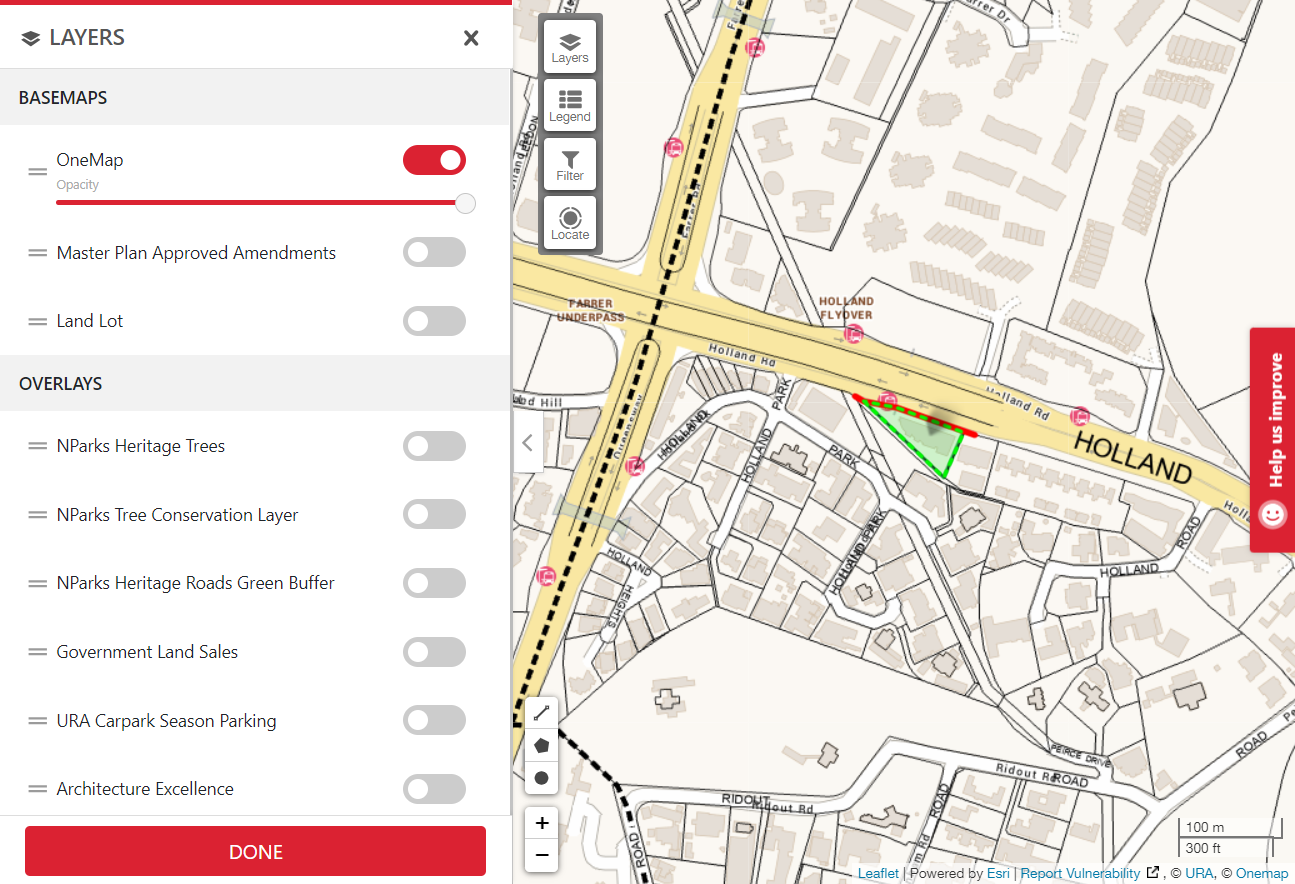 LAYERS
BASEMAPS
OneMap
Opacity
Master Plan Approved Amendments
Land Lot
OVERLAYS
NParks Heritage Trees
NParks Tree Conservation Layer
NParks Heritage Roads Green Buffer
Government Land Sales
URA Carpark Season Parking
Architecture Excellence
DONE
Layers
Legend
Filter
Locate
Farrer Rd
FARRER
UNDERPASS
HOLLAND
FLYOVER
Holland Rd
Holland Rd
HOLLAND
Queensway
HOLLAND
PARK
HOLLAND
PARK
HOLLAND PARK
HOLLAND
HEIGHTS
HOLLAND
ROAD
PEIRCE DRIVE
Ridout Rd
ROAD
RIDOUT
Ridout Rd
ROAD
ROAD
ROAD
Help us improve
+
−
100 m
300 ft
Leaflet | Powered by Esri | Report Vulnerability , © URA, © Onemap